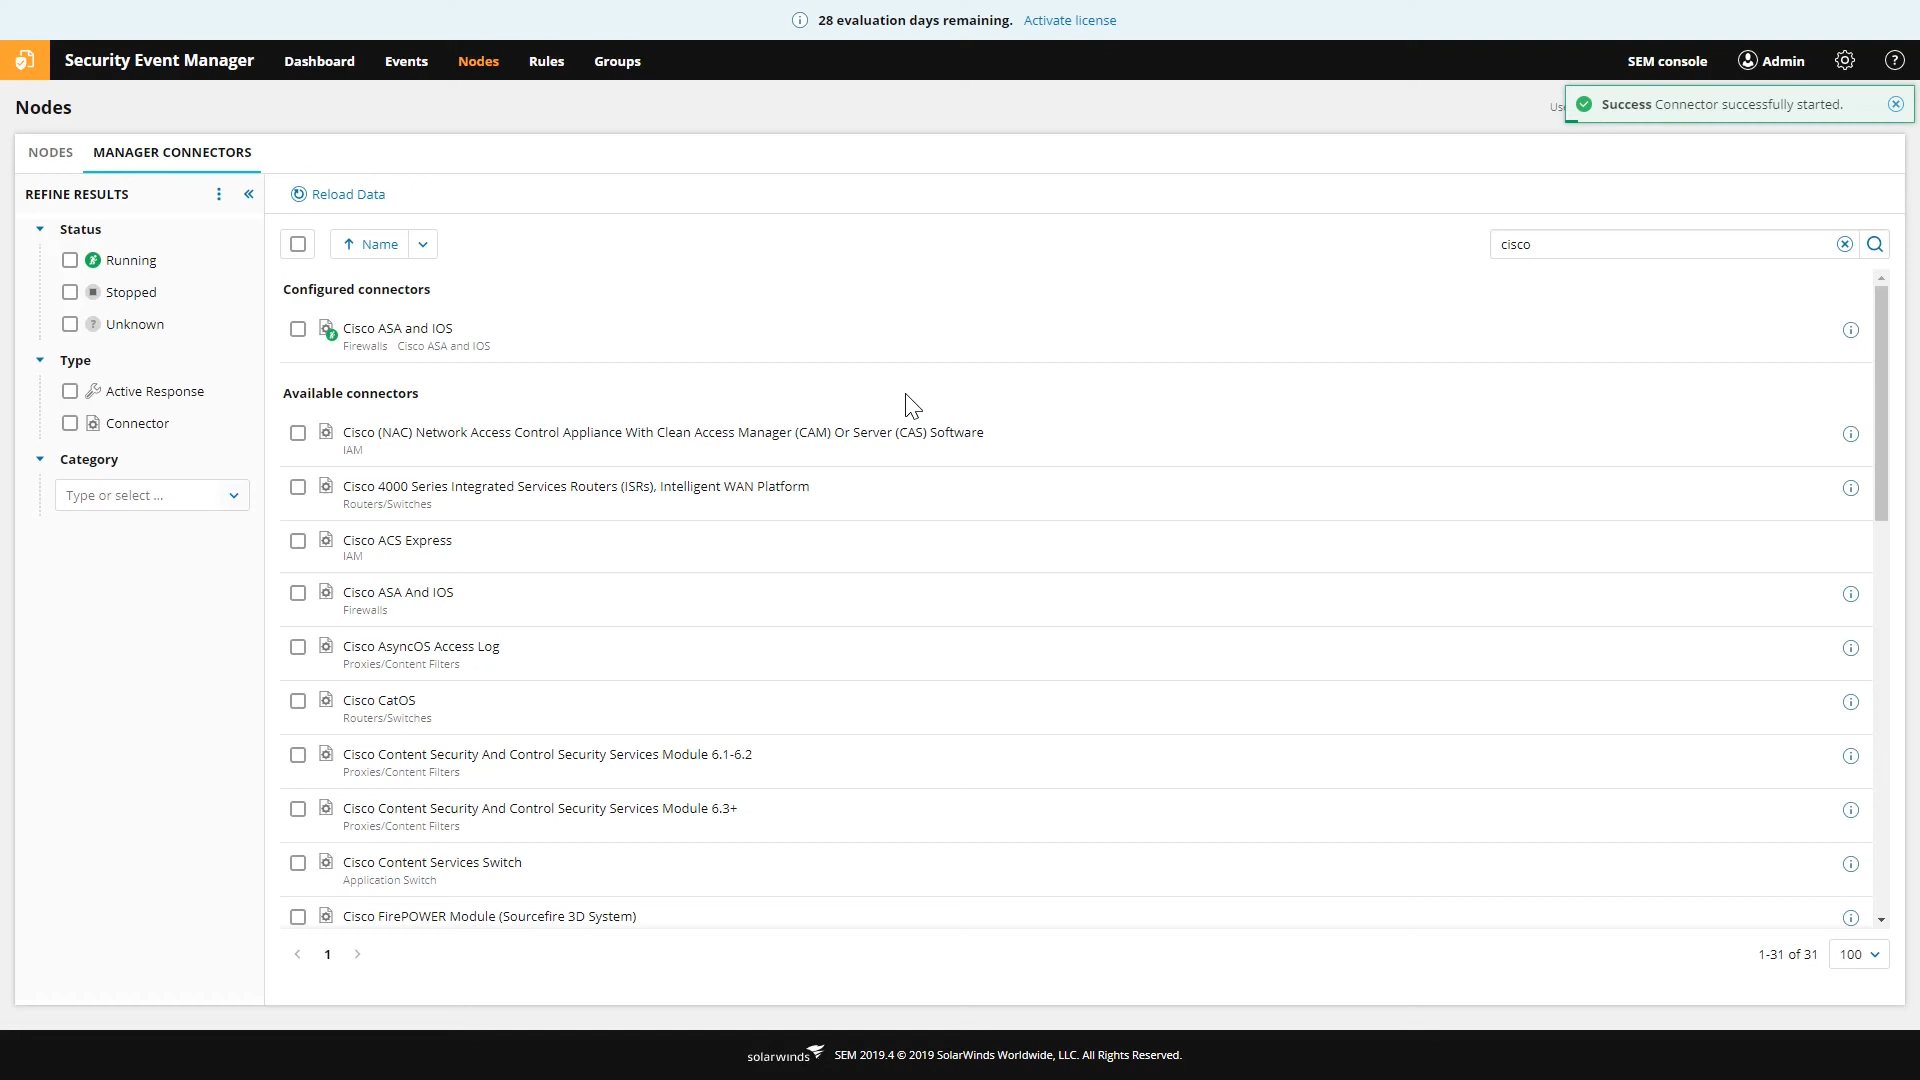 28 evaluation days remaining. Activate license
Security Event Manager Dashboard Events Nodes Rules Groups SEM console Admin ?
Nodes
Success Connector successfully started.
NODES MANAGER CONNECTORS
REFINE RESULTS
Reload Data
Status
Running
Stopped
? Unknown
Type
Active Response
Connector
Category
Type or select ...
Name
cisco
Configured connectors
Cisco ASA and IOS
Firewalls Cisco ASA and IOS
Available connectors
Cisco (NAC) Network Access Control Appliance With Clean Access Manager (CAM) Or Server (CAS) Software
IAM
Cisco 4000 Series Integrated Services Routers (ISRs), Intelligent WAN Platform
Routers/Switches
Cisco ACS Express
IAM
Cisco ASA And IOS
Firewalls
Cisco AsyncOS Access Log
Proxies/Content Filters
Cisco CatOS
Routers/Switches
Cisco Content Security And Control Security Services Module 6.1-6.2
Proxies/Content Filters
Cisco Content Security And Control Security Services Module 6.3+
Proxies/Content Filters
Cisco Content Services Switch
Application Switch
Cisco FirePOWER Module (Sourcefire 3D System)
1
1-31 of 31 100
solarwinds SEM 2019.4 © 2019 SolarWinds Worldwide, LLC. All Rights Reserved.